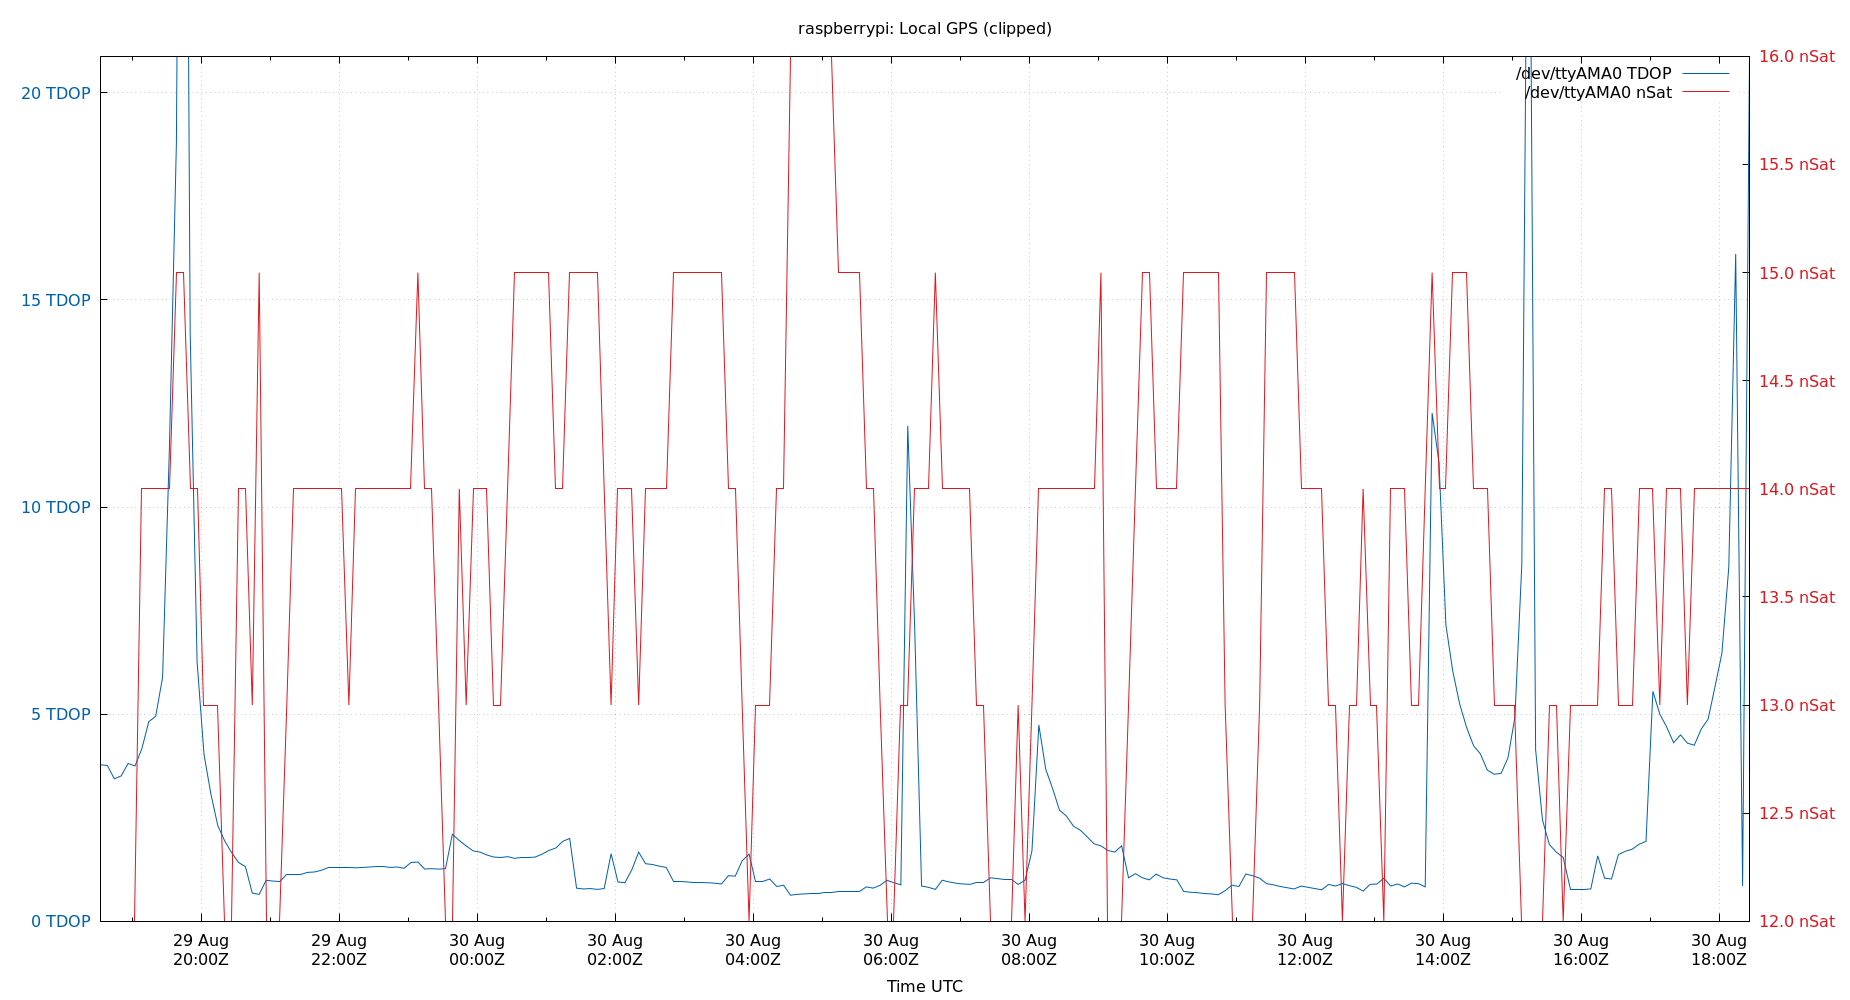 raspberrypi: Local GPS (clipped)
/dev/ttyAMA0 TDOP
/dev/ttyAMA0 nSat
20 TDOP
15 TDOP
10 TDOP
5 TDOP
0 TDOP
16.0 nSat
15.5 nSat
15.0 nSat
14.5 nSat
14.0 nSat
13.5 nSat
13.0 nSat
12.5 nSat
12.0 nSat
29 Aug
20:00Z
29 Aug
22:00Z
30 Aug
00:00Z
30 Aug
02:00Z
30 Aug
04:00Z
30 Aug
06:00Z
30 Aug
08:00Z
30 Aug
10:00Z
30 Aug
12:00Z
30 Aug
14:00Z
30 Aug
16:00Z
30 Aug
18:00Z
Time UTC